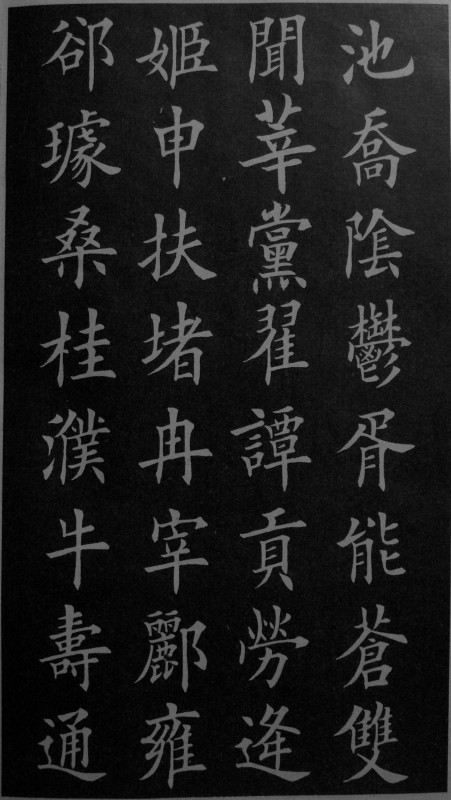 池喬陰鬱胥能蒼雙
聞莘黨翟譚貢勞逄
姬申扶堵冉宰酈雍
郤璩桑桂濮牛壽通